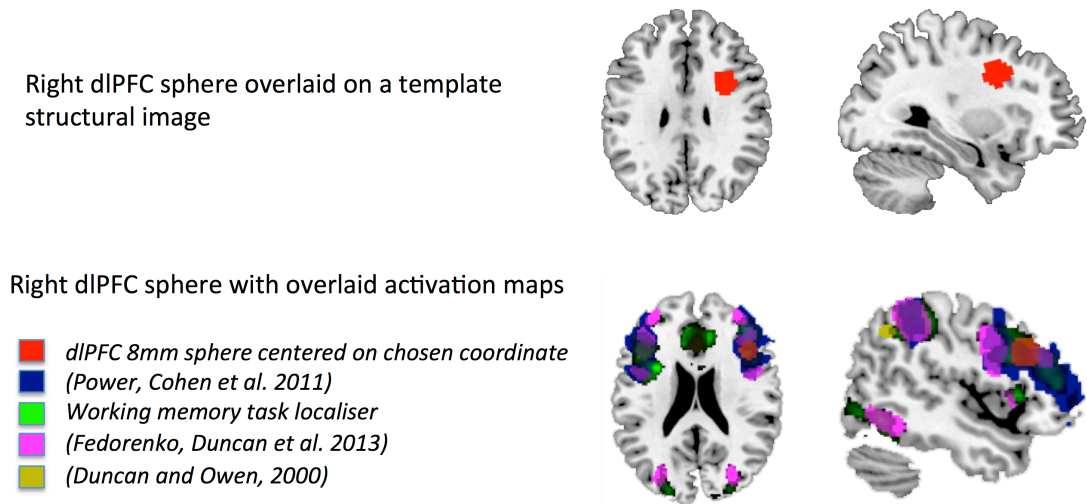 Right dlPFC sphere overlaid on a template
structural image
Right dlPFC sphere with overlaid activation maps
dlPFC 8mm sphere centered on chosen coordinate
(Power, Cohen et al. 2011)
Working memory task localiser
(Fedorenko, Duncan et al. 2013)
(Duncan and Owen, 2000)